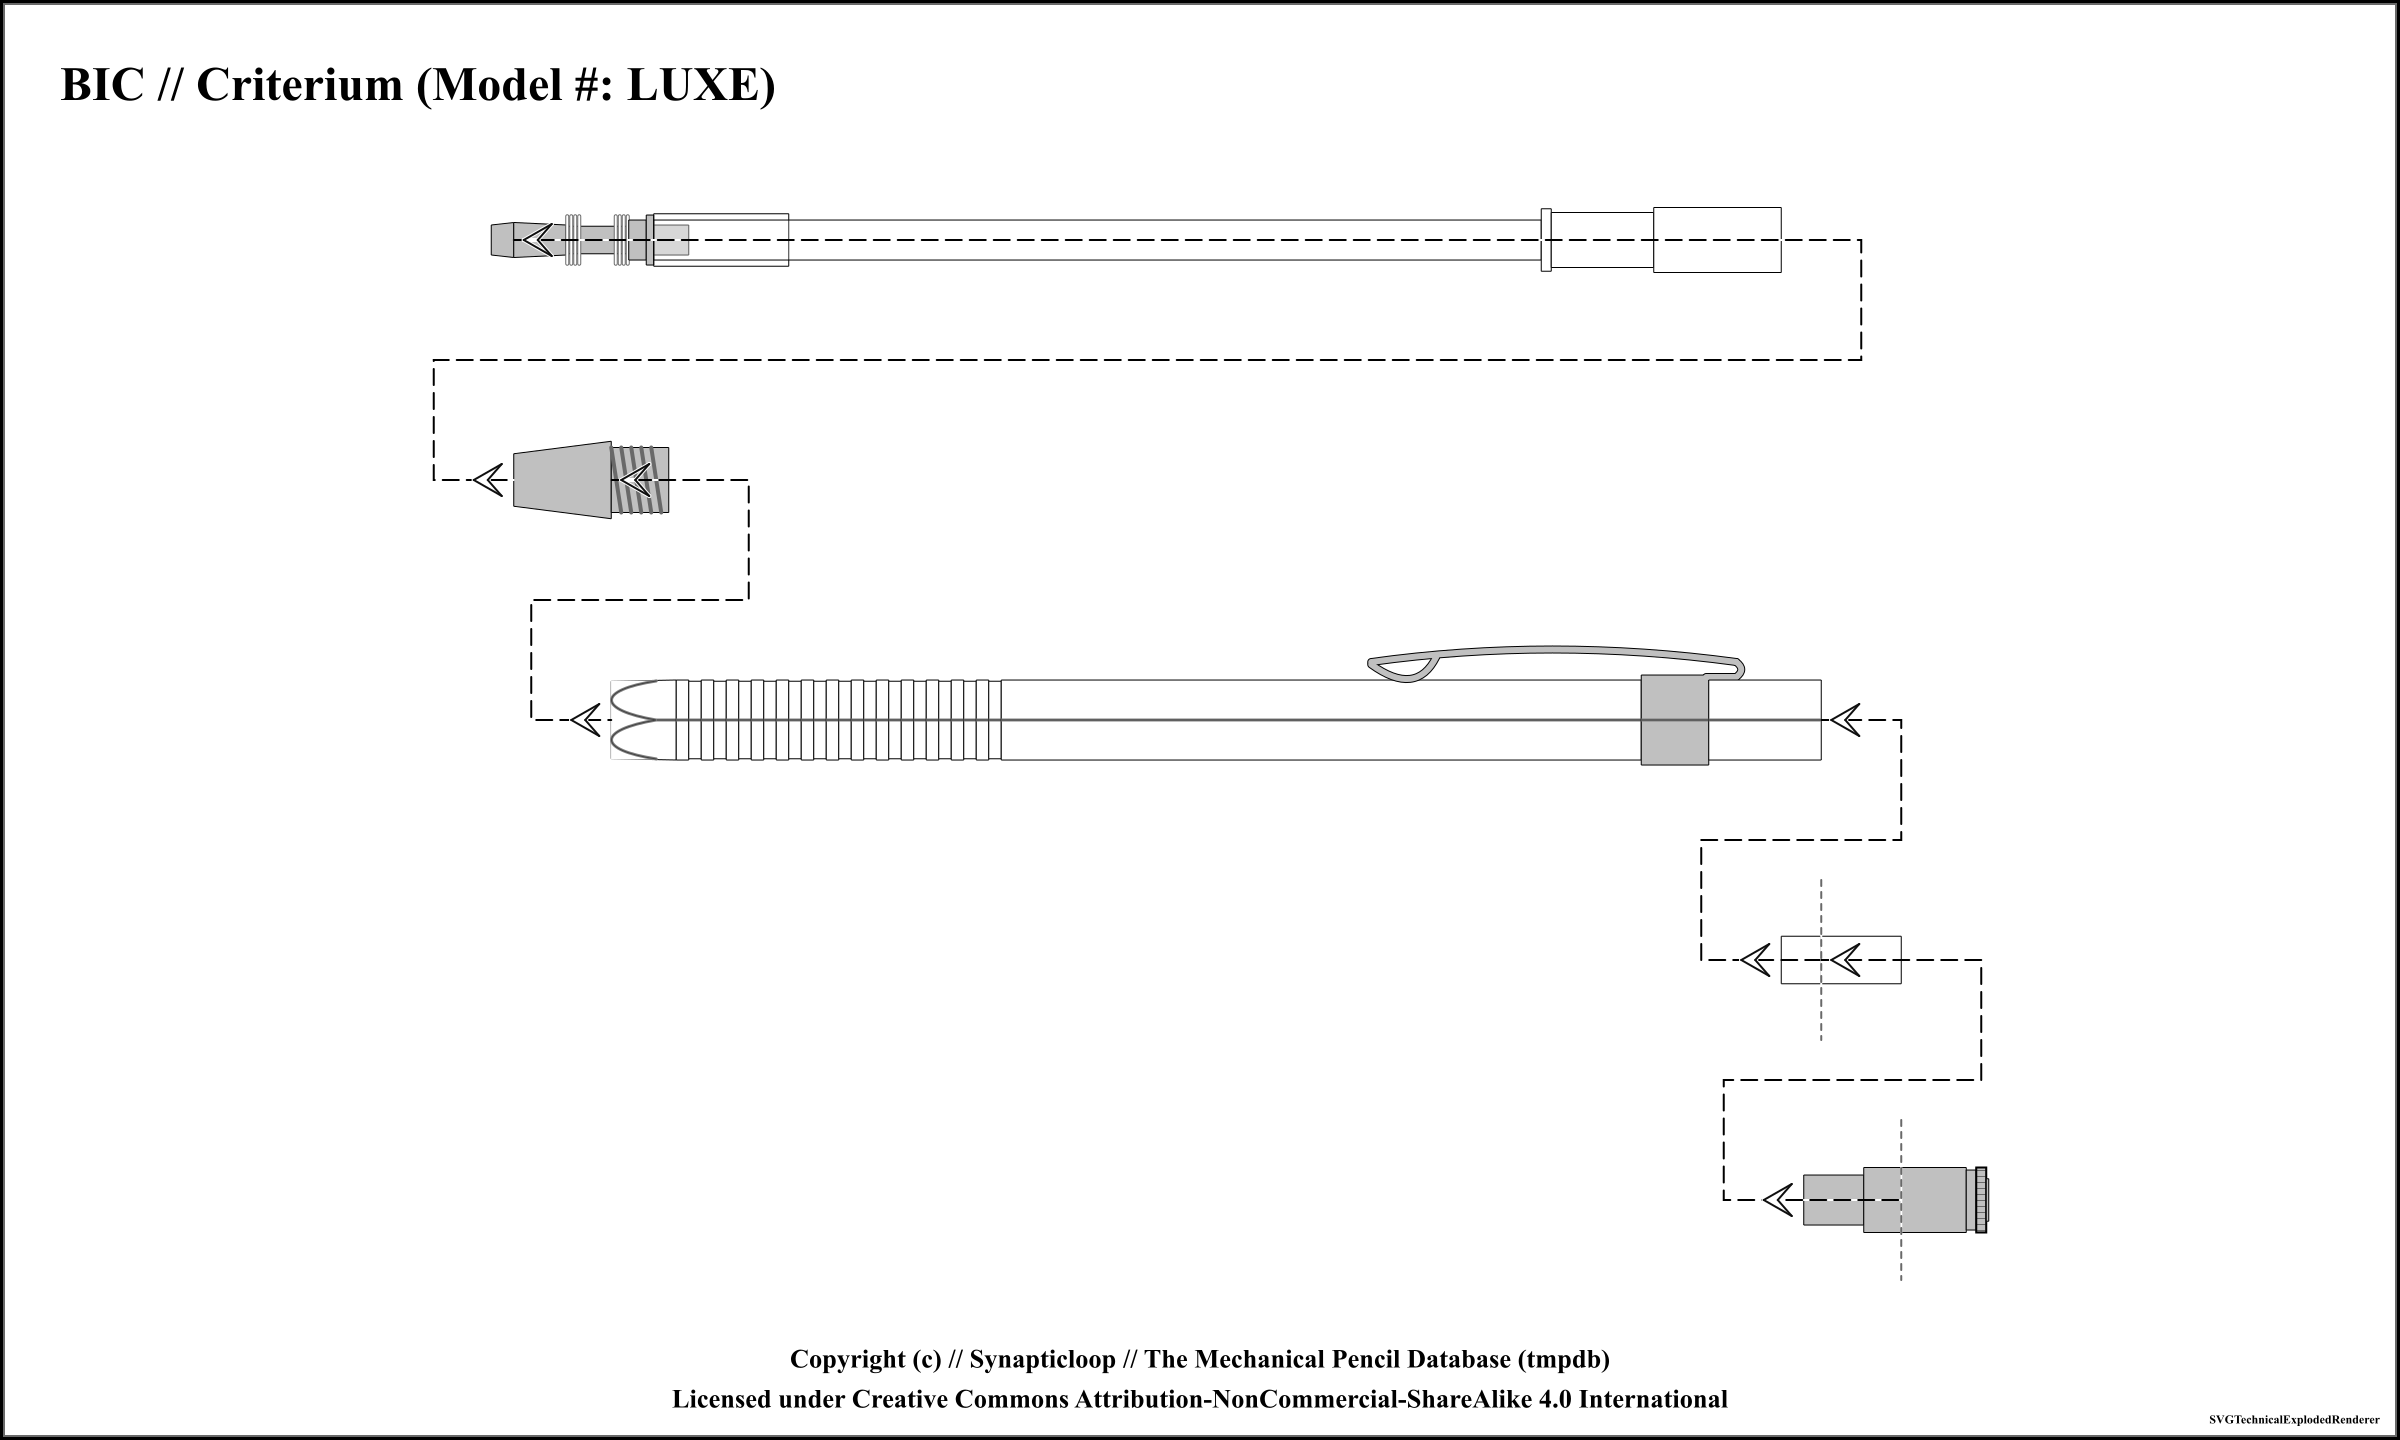 BIC // Criterium (Model #: LUXE)
Copyright (c) // Synapticloop // The Mechanical Pencil Database (tmpdb)
Licensed under Creative Commons Attribution-NonCommercial-ShareAlike 4.0 International
SVGTechnicalExplodedRenderer